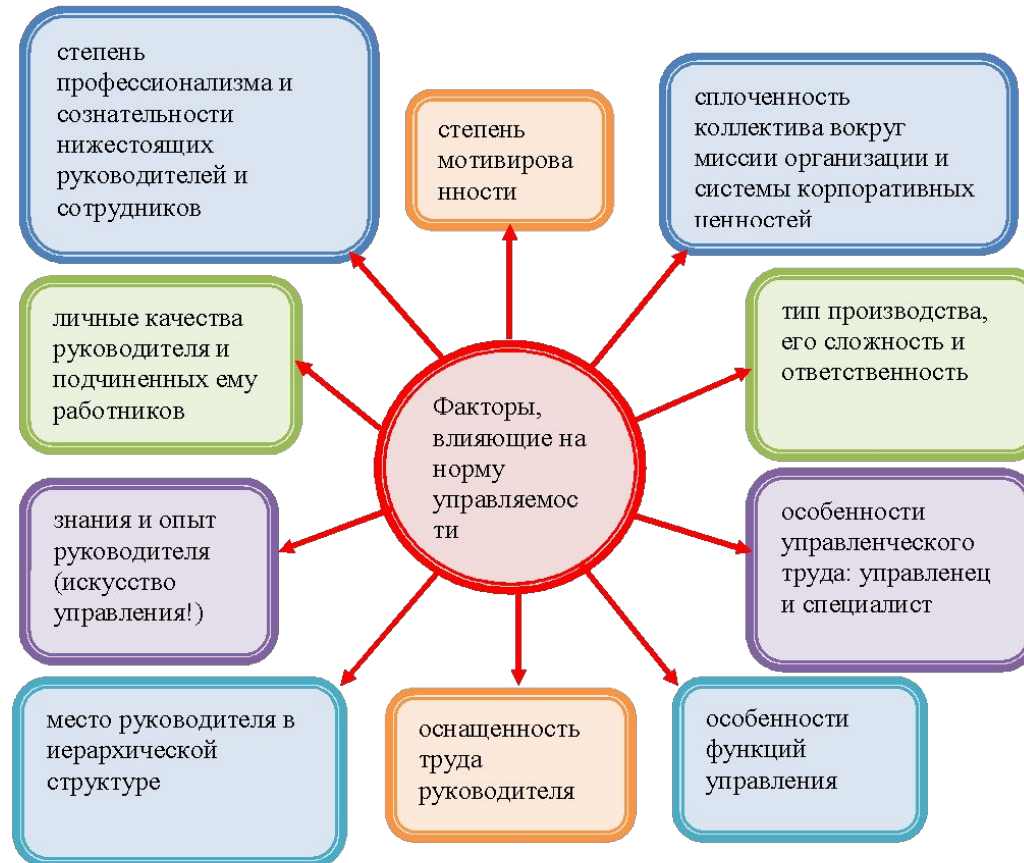 степень
профессионализма и
сознательности
нижестоящих
руководителей и
сотрудников
степень
мотивирова
нности
сплоченность
коллектива вокруг
миссии организации и
системы корпоративных
ценностей
личные качества
руководителя и
подчиненных ему
работников
Факторы,
влияющие на
норму
управляемос
ти
тип производства,
его сложность и
ответственность
знания и опыт
руководителя
(искусство
управления!)
особенности
управленческого
труда: управленец
и специалист
место руководителя в
иерархической
структуре
оснащенность
труда
руководителя
особенности
функций
управления